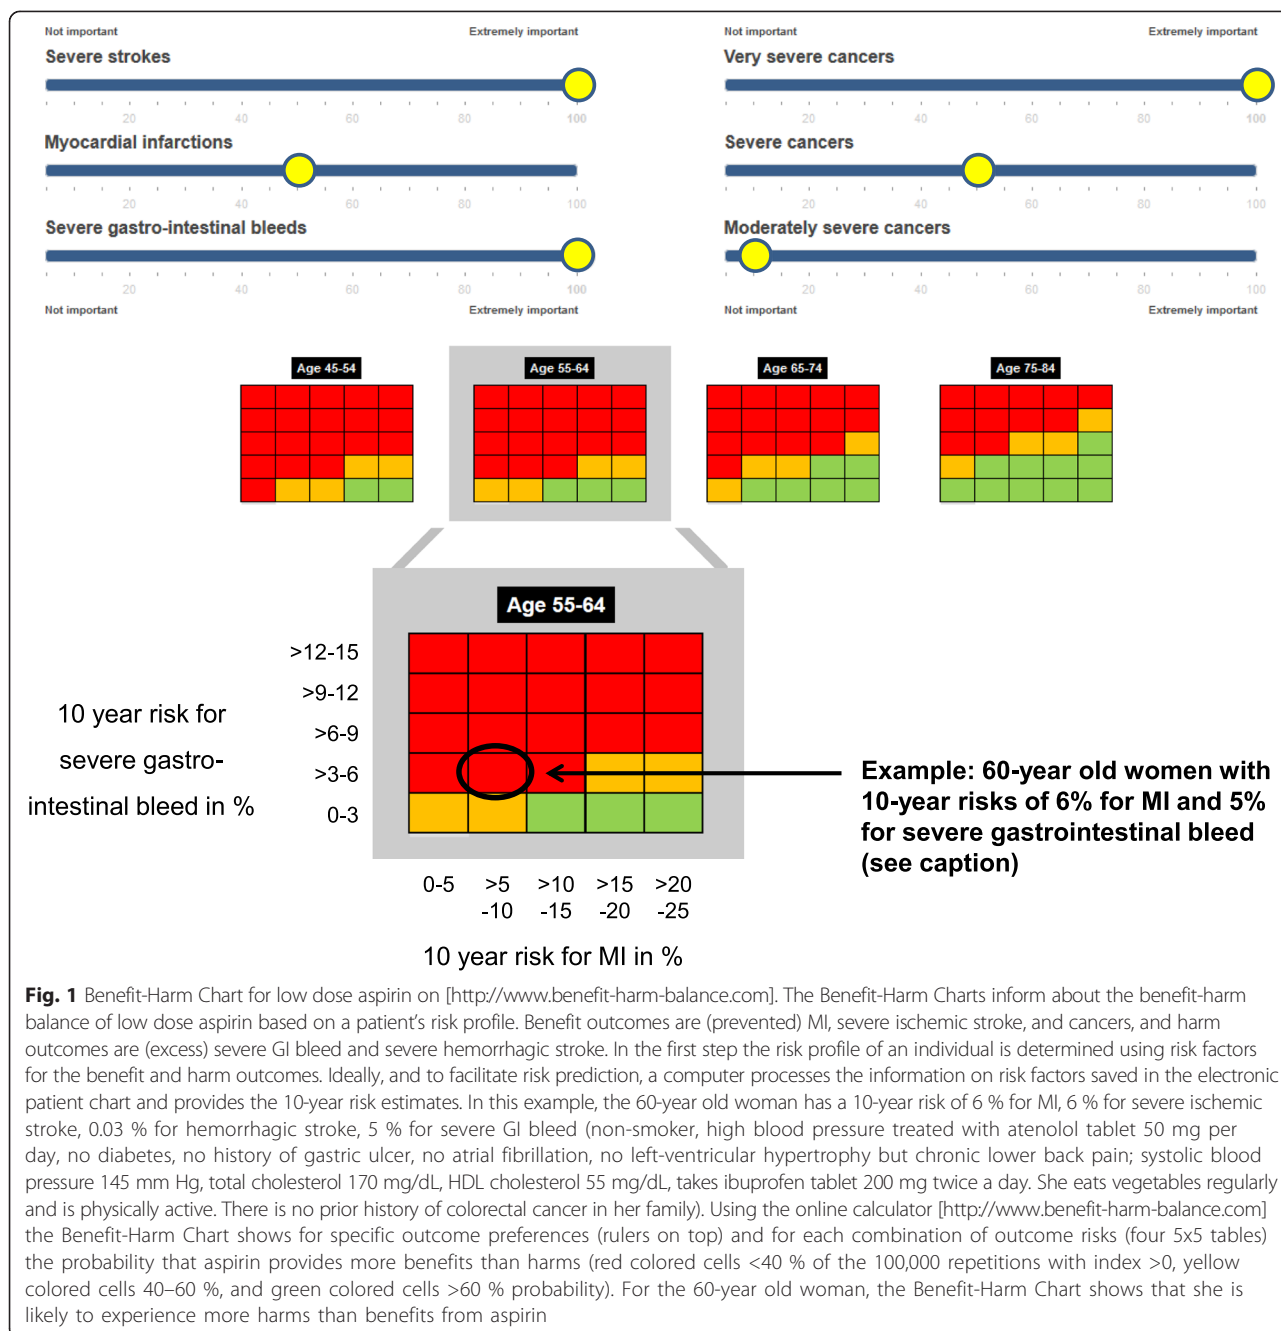 Not important Extremely important
Severe strokes
20 40 60 80 100
Myocardial infarctions
20 40 60 80 100
Severe gastro-intestinal bleeds
20 40 60 80 100
Not important Extremely important
Not important Extremely important
Very severe cancers
20 40 60 80 100
Severe cancers
20 40 60 80 100
Moderately severe cancers
20 40 60 80 100
Not important Extremely important
Age 45-54 Age 55-64 Age 65-74 Age 75-84
Age 55-64
10 year risk for
severe gastro-
intestinal bleed in %
>12-15
>9-12
>6-9
>3-6
0-3
Example: 60-year old women with
10-year risks of 6% for MI and 5%
for severe gastrointestinal bleed
(see caption)
0-5 >5 >10 >15 >20
-10 -15 -20 -25
10 year risk for MI in %
Fig. 1 Benefit-Harm Chart for low dose aspirin on [http://www.benefit-harm-balance.com]. The Benefit-Harm Charts inform about the benefit-harm
balance of low dose aspirin based on a patient's risk profile. Benefit outcomes are (prevented) MI, severe ischemic stroke, and cancers, and harm
outcomes are (excess) severe GI bleed and severe hemorrhagic stroke. In the first step the risk profile of an individual is determined using risk factors
for the benefit and harm outcomes. Ideally, and to facilitate risk prediction, a computer processes the information on risk factors saved in the electronic
patient chart and provides the 10-year risk estimates. In this example, the 60-year old woman has a 10-year risk of 6 % for MI, 6 % for severe ischemic
stroke, 0.03 % for hemorrhagic stroke, 5 % for severe GI bleed (non-smoker, high blood pressure treated with atenolol tablet 50 mg per
day, no diabetes, no history of gastric ulcer, no atrial fibrillation, no left-ventricular hypertrophy but chronic lower back pain; systolic blood
pressure 145 mm Hg, total cholesterol 170 mg/dL, HDL cholesterol 55 mg/dL, takes ibuprofen tablet 200 mg twice a day. She eats vegetables regularly
and is physically active. There is no prior history of colorectal cancer in her family). Using the online calculator [http://www.benefit-harm-balance.com]
the Benefit-Harm Chart shows for specific outcome preferences (rulers on top) and for each combination of outcome risks (four 5x5 tables)
the probability that aspirin provides more benefits than harms (red colored cells <40 % of the 100,000 repetitions with index >0, yellow
colored cells 40–60 %, and green colored cells >60 % probability). For the 60-year old woman, the Benefit-Harm Chart shows that she is
likely to experience more harms than benefits from aspirin